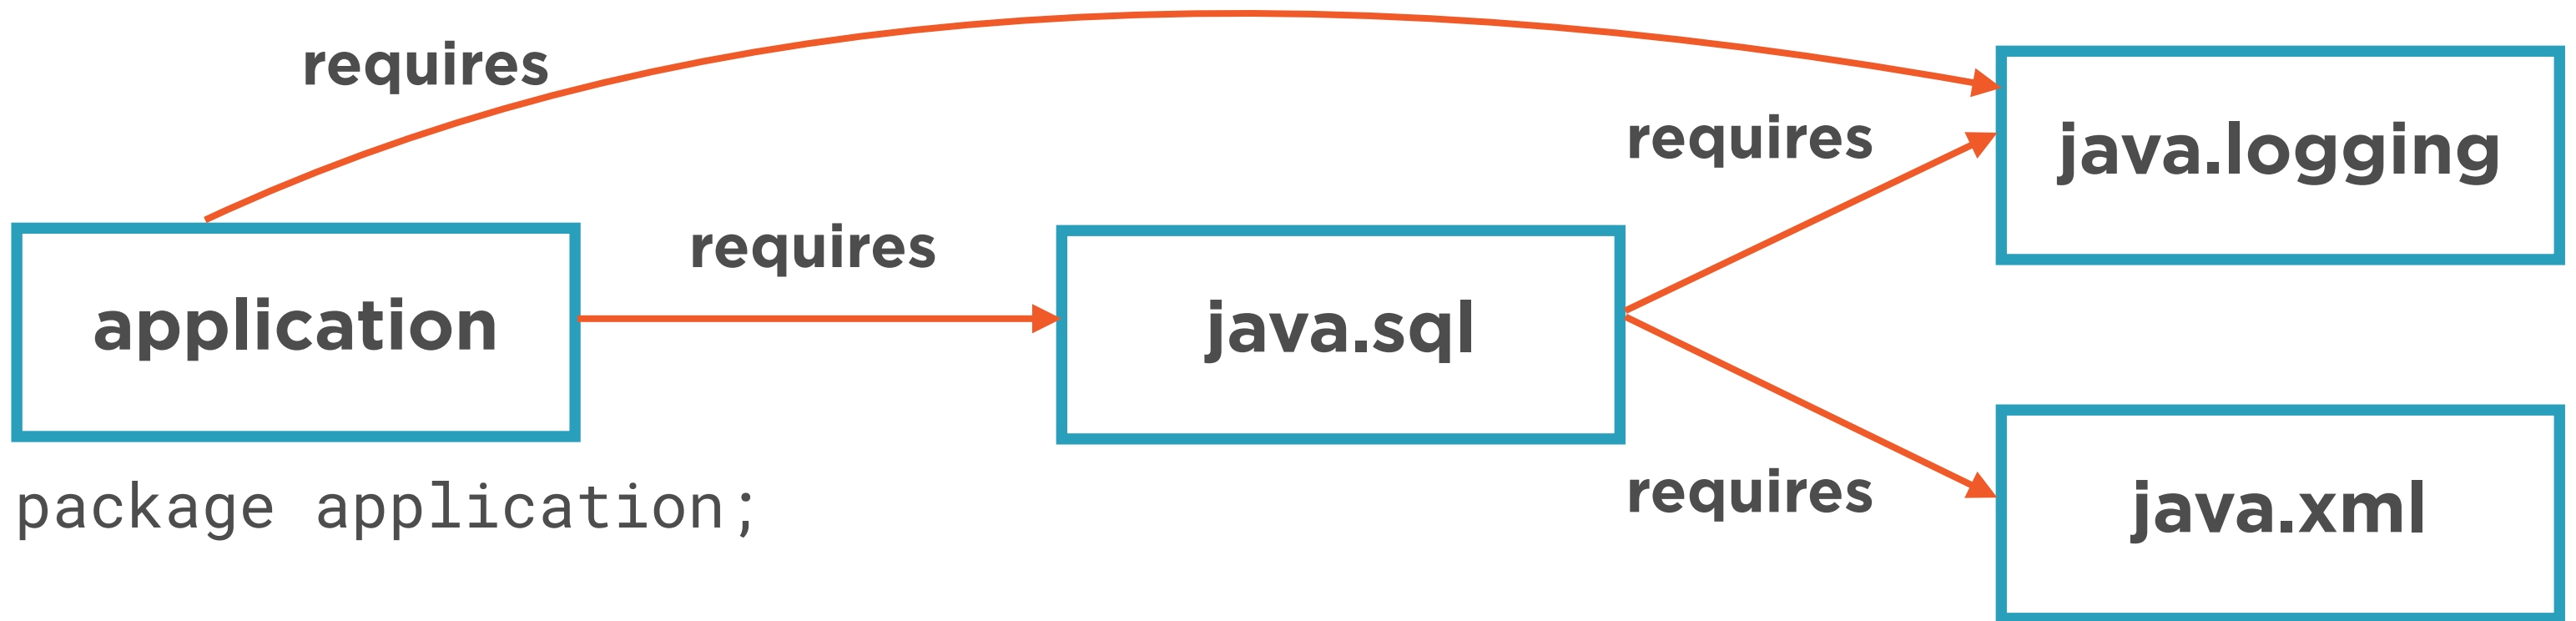 requires
requires
java.logging
requires
application
java.sql
requires
java.xml
package application;